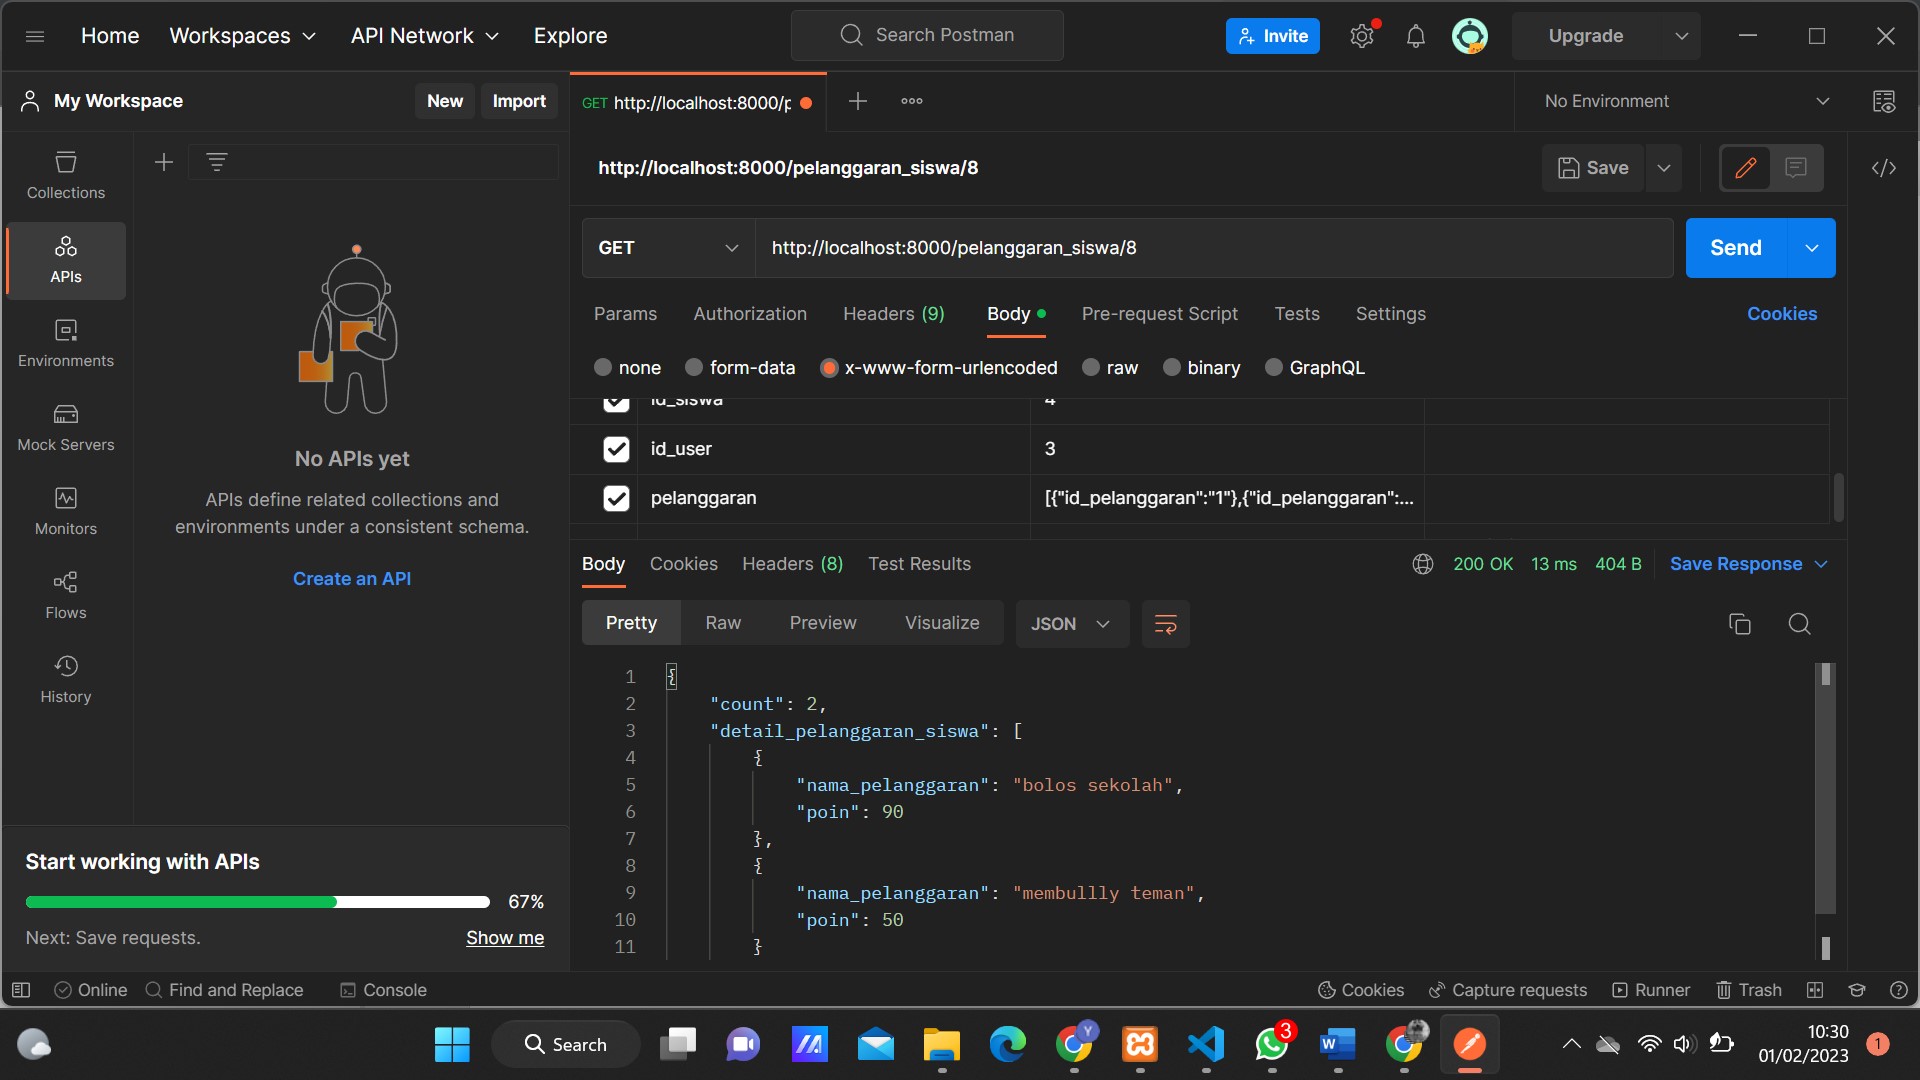 Home
Workspaces
API Network
Explore
Search Postman
Invite
Upgrade
My Workspace
New
Import
GET http://localhost:8000/p
No Environment
Collections
APIs
Environments
Mock Servers
Monitors
Flows
History
No APIs yet
APIs define related collections and
environments under a consistent schema.
Create an API
Start working with APIs
67%
Next: Save requests.
Show me
http://localhost:8000/pelanggaran_siswa/8
Save
GET
http://localhost:8000/pelanggaran_siswa/8
Send
Params
Authorization
Headers (9)
Body
Pre-request Script
Tests
Settings
Cookies
none
form-data
x-www-form-urlencoded
raw
binary
GraphQL
id_siswa
4
id_user
3
pelanggaran
[{"id_pelanggaran":"1"},{"id_pelanggaran":...
Body
Cookies
Headers (8)
Test Results
200 OK
13 ms
404 B
Save Response
Pretty
Raw
Preview
Visualize
JSON
1 {
2 "count": 2,
3 "detail_pelanggaran_siswa": [
4 {
5 "nama_pelanggaran": "bolos sekolah",
6 "poin": 90
7 },
8 {
9 "nama_pelanggaran": "membullly teman",
10 "poin": 50
11 }
Online
Find and Replace
Console
Cookies
Capture requests
Runner
Trash
Search
3
10:30
01/02/2023
1